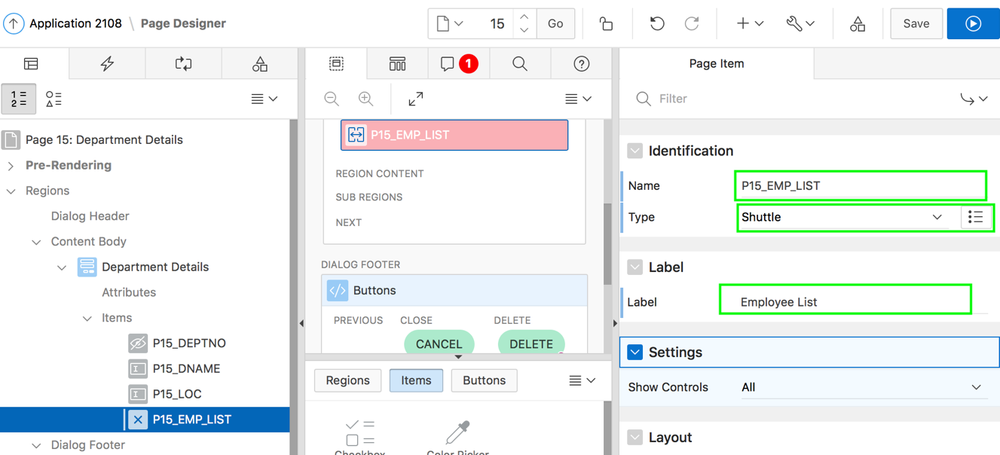 Application 2108 \ Page Designer
15
Go
Save
1
1
2
Page 15: Department Details
Pre-Rendering
Regions
Dialog Header
Content Body
Department Details
Attributes
Items
P15_DEPTNO
P15_DNAME
P15_LOC
P15_EMP_LIST
Dialog Footer
P15_EMP_LIST
REGION CONTENT
SUB REGIONS
NEXT
DIALOG FOOTER
Buttons
PREVIOUS CLOSE DELETE
CANCEL DELETE
Regions Items Buttons
Checkbox Color Picker
Page Item
Filter
Identification
Name P15_EMP_LIST
Type Shuttle
Label
Label Employee List
Settings
Show Controls All
Layout